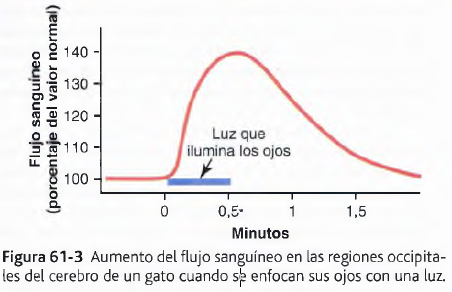 Flujo sanguíneo
(porcentaje del valor normal)
140
130
120
110
100
Luz que
ilumina los ojos
0
0,5
1
1,5
Minutos
Figura 61-3 Aumento del flujo sanguíneo en las regiones occipita-
les del cerebro de un gato cuando se enfocan sus ojos con una luz.